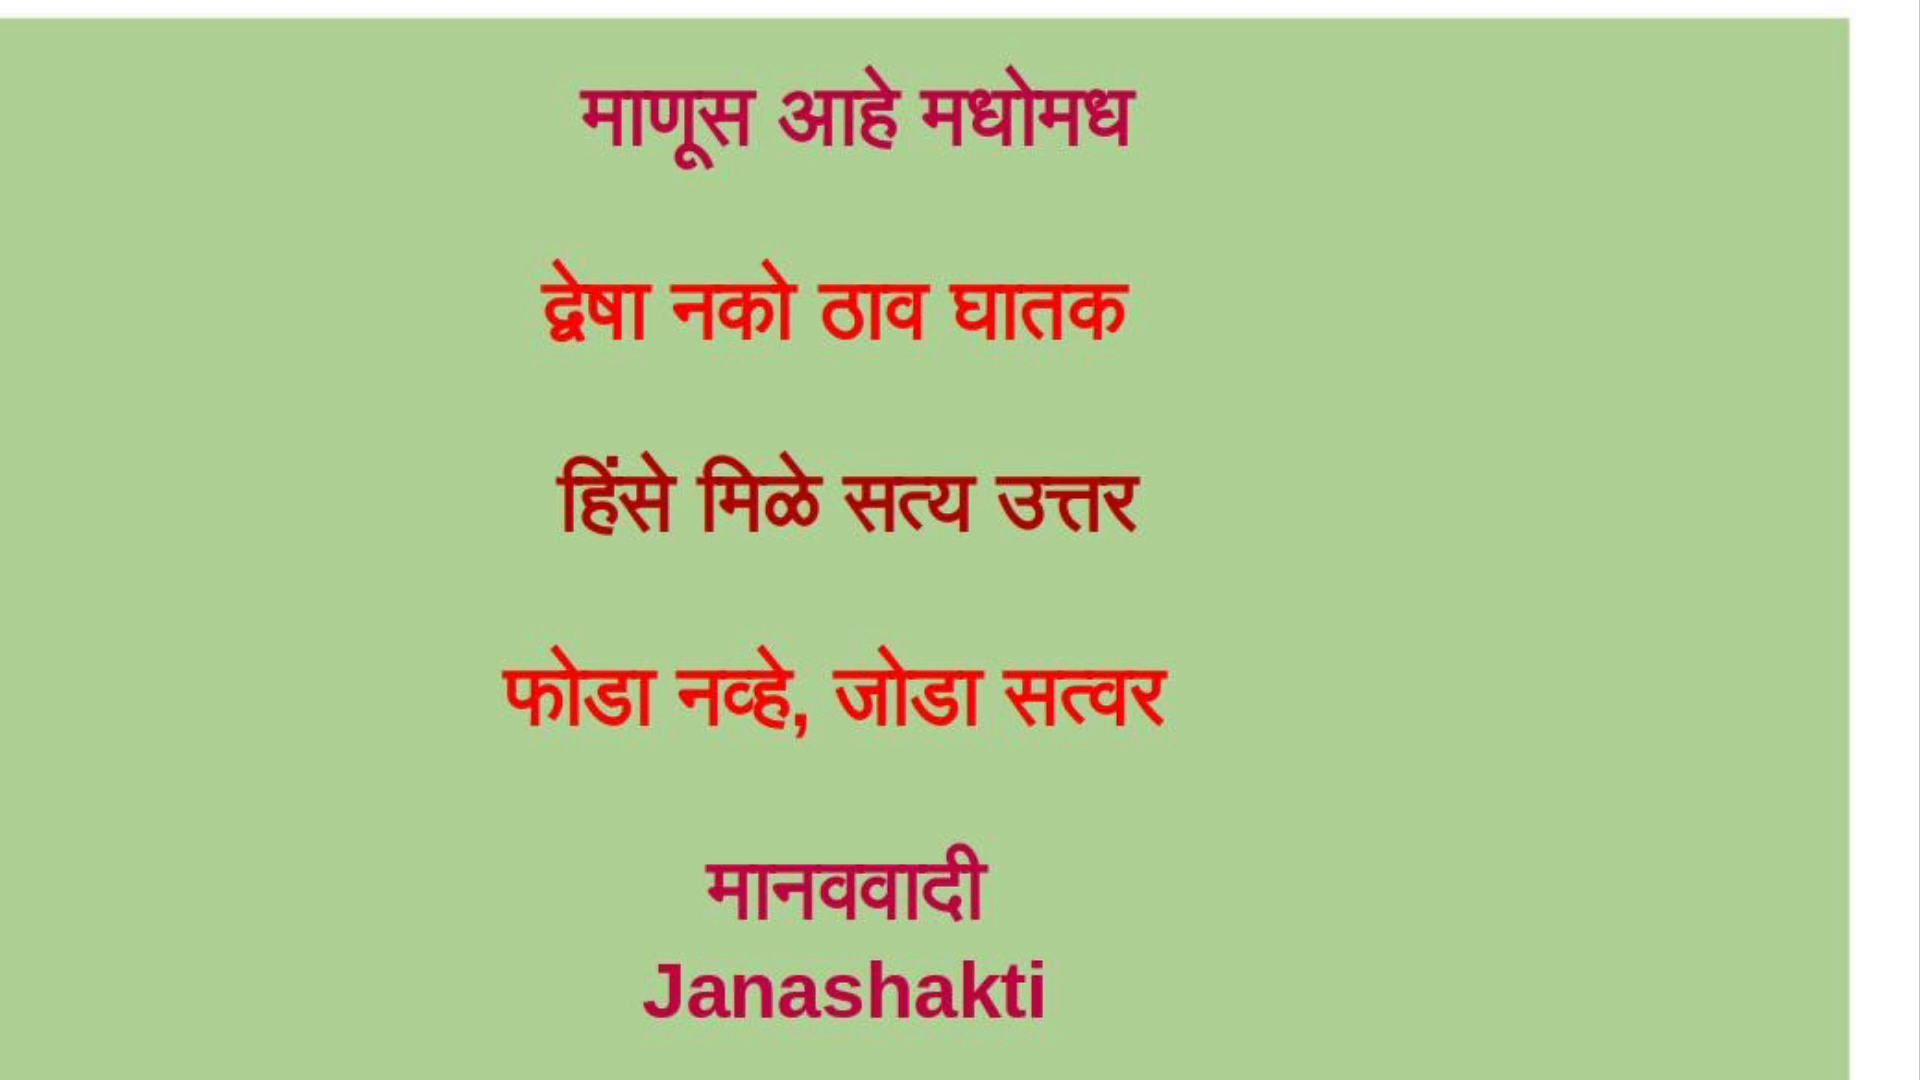 माणूस आहे मधोमध
द्वेषा नको ठाव घातक
हिंसे मिळे सत्य उत्तर
फोडा नव्हे, जोडा सत्वर
मानववादी
Janashakti